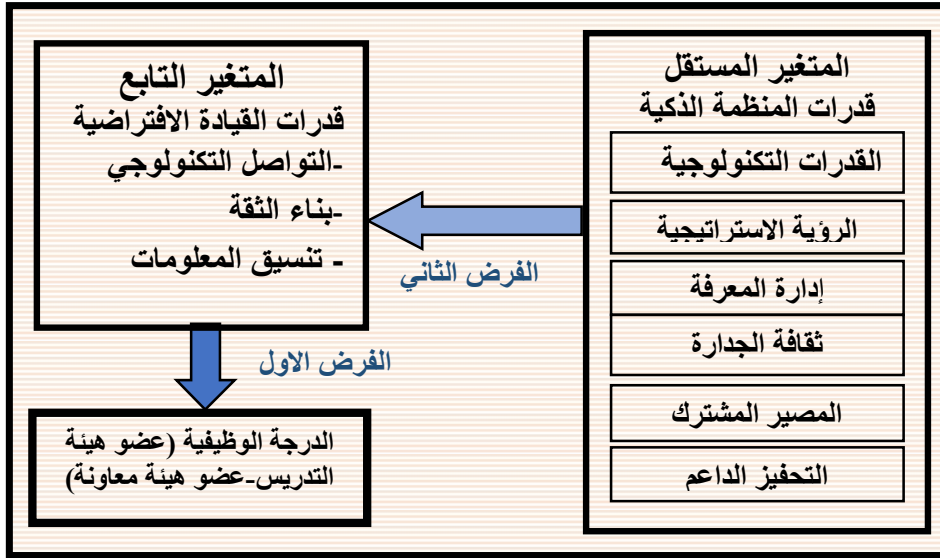 المتغير المستقل
قدرات المنظمة الذكية
القدرات التكنولوجية
الرؤية الاستراتيجية
إدارة المعرفة
ثقافة الجدارة
المصير المشترك
التحفيز الداعم
الفرض الثاني
المتغير التابع
قدرات القيادة الافتراضية
-التواصل التكنولوجي
-بناء الثقة
- تنسيق المعلومات
الفرض الاول
الدرجة الوظيفية (عضو هيئة
التدريس-عضو هيئة معاونة)